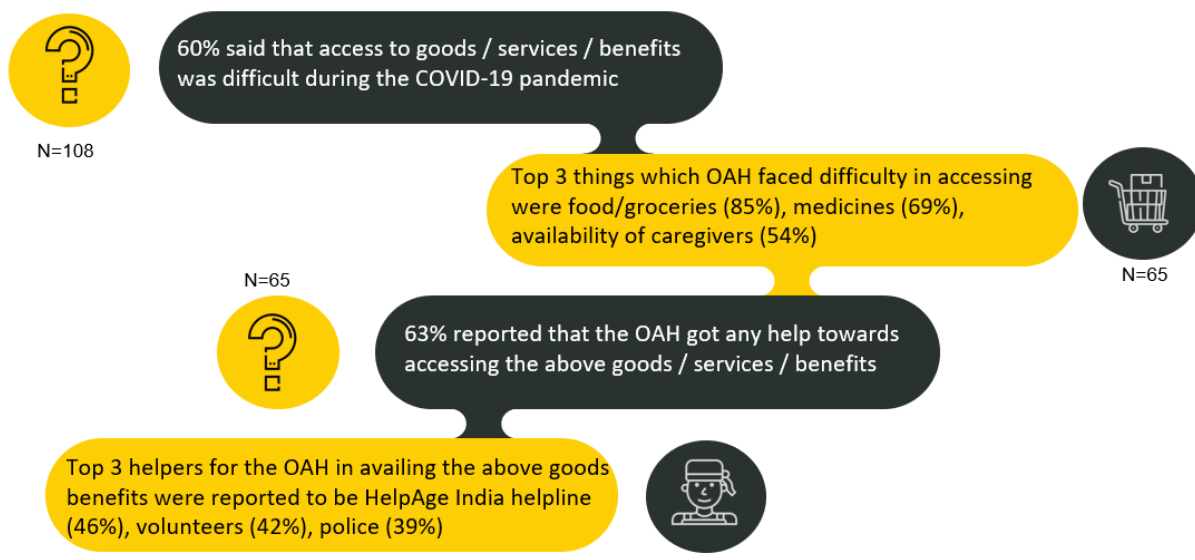 60% said that access to goods / services / benefits
was difficult during the COVID-19 pandemic
N=108
Top 3 things which OAH faced difficulty in accessing
were food/groceries (85%), medicines (69%),
availability of caregivers (54%)
N=65
N=65
63% reported that the OAH got any help towards
accessing the above goods / services / benefits
Top 3 helpers for the OAH in availing the above goods
benefits were reported to be HelpAge India helpline
(46%), volunteers (42%), police (39%)